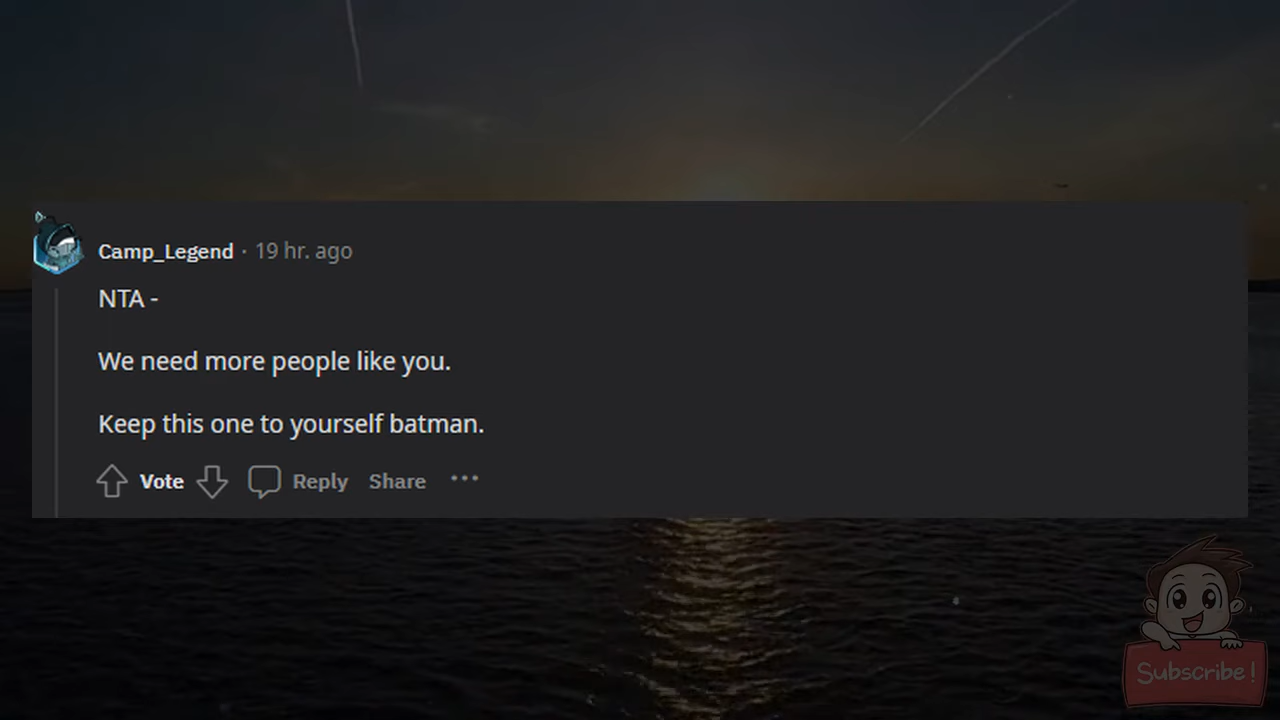 Camp_Legend · 19 hr. ago
NTA -
We need more people like you.
Keep this one to yourself batman.
Vote Reply Share ···
Subscribe!